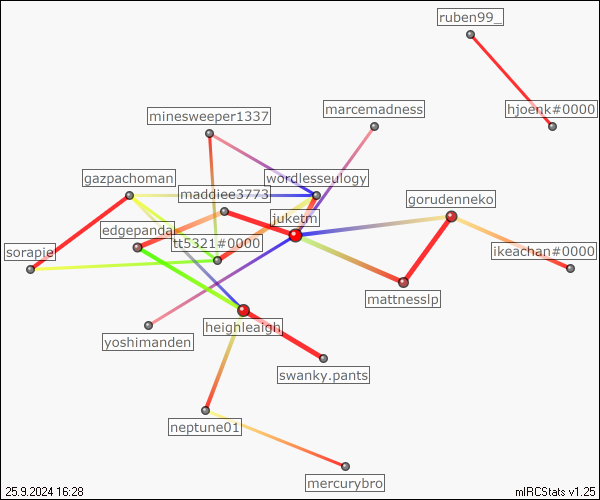 ruben99_
hjoenk#0000
marcemadness
minesweeper1337
gazpachoman
wordlesseulogy
maddiee3773
gorudenneko
juketm
edgepanda
tt5321#0000
sorapie
ikeachan#0000
mattnesslp
heighleaigh
yoshimanden
swanky.pants
neptune01
mercurybro
25.9.2024 16:28
mIRCStats v1.25